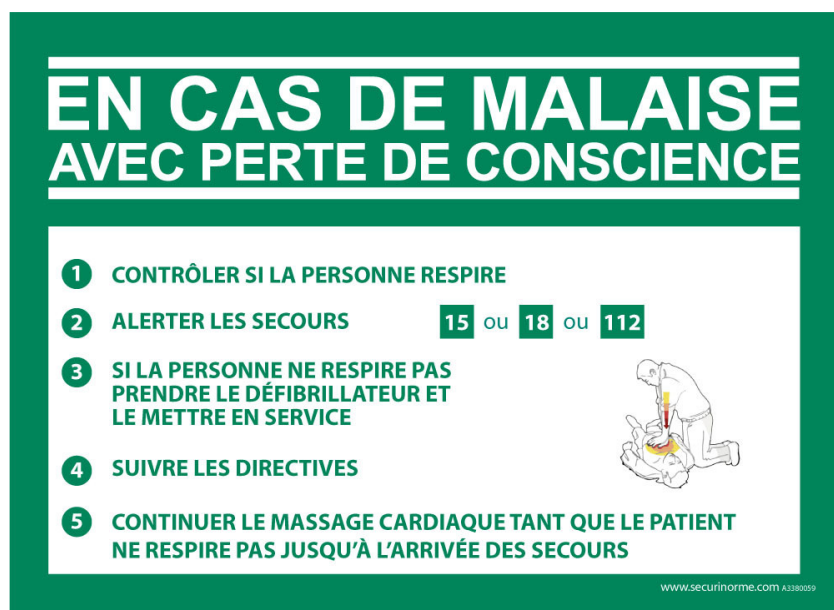 EN CAS DE MALAISE
AVEC PERTE DE CONSCIENCE
1 CONTRÔLER SI LA PERSONNE RESPIRE
2 ALERTER LES SECOURS 15 ou 18 ou 112
3 SI LA PERSONNE NE RESPIRE PAS
PRENDRE LE DÉFIBRILLATEUR ET
LE METTRE EN SERVICE
4 SUIVRE LES DIRECTIVES
5 CONTINUER LE MASSAGE CARDIAQUE TANT QUE LE PATIENT
NE RESPIRE PAS JUSQU'À L'ARRIVÉE DES SECOURS
www.securinorme.com A3380059